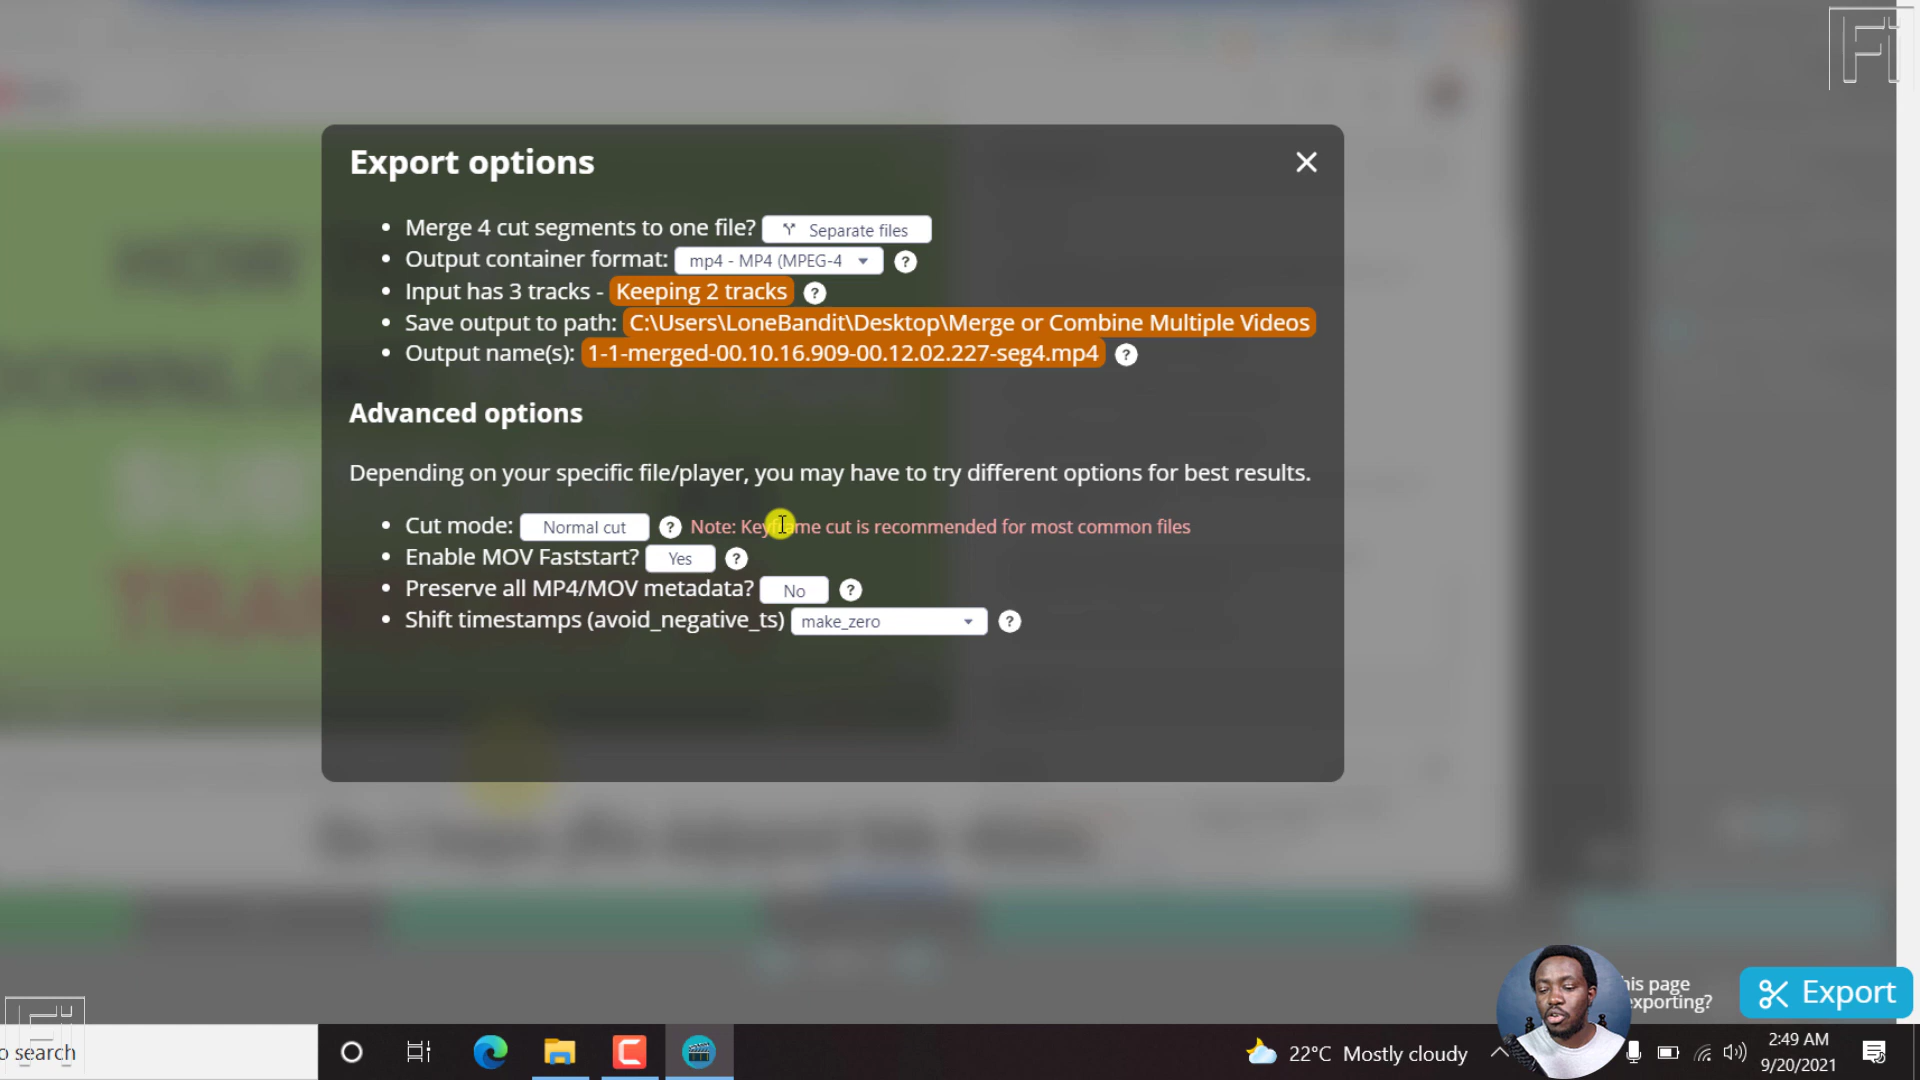 Fi
Export options
Merge 4 cut segments to one file? Separate files
Output container format: mp4 - MP4 (MPEG-4
Input has 3 tracks - Keeping 2 tracks
Save output to path: C:\Users\LoneBandit\Desktop\Merge or Combine Multiple Videos
Output name(s): 1-1-merged-00.10.16.909-00.12.02.227-seg4.mp4
Advanced options
Depending on your specific file/player, you may have to try different options for best results.
Cut mode: Normal cut Note: Keyframe cut is recommended for most common files
Enable MOV Faststart? Yes
Preserve all MP4/MOV metadata? No
Shift timestamps (avoid_negative_ts) make_zero
his page
exporting?
Export
o search
22°C Mostly cloudy
2:49 AM
9/20/2021